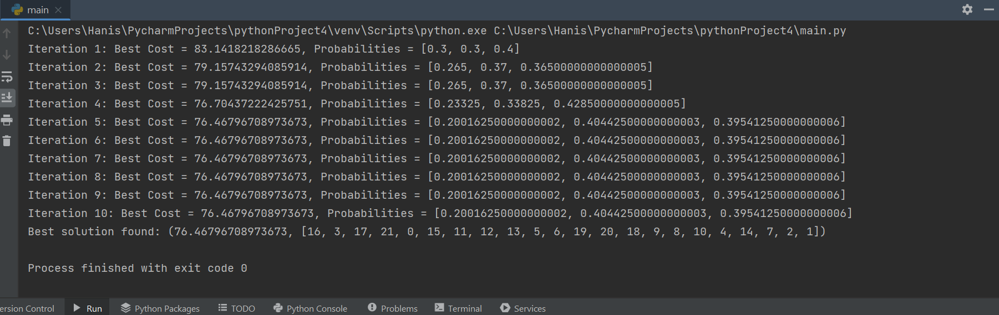 main
C:\Users\Hanis\PycharmProjects\pythonProject4\venv\Scripts\python.exe C:\Users\Hanis\PycharmProjects\pythonProject4\main.py
Iteration 1: Best Cost = 83.1418218286665, Probabilities = [0.3, 0.3, 0.4]
Iteration 2: Best Cost = 79.15743294085914, Probabilities = [0.265, 0.37, 0.36500000000000005]
Iteration 3: Best Cost = 79.15743294085914, Probabilities = [0.265, 0.37, 0.36500000000000005]
Iteration 4: Best Cost = 76.70437222425751, Probabilities = [0.23325, 0.33825, 0.42850000000000005]
Iteration 5: Best Cost = 76.46796708973673, Probabilities = [0.20016250000000002, 0.40442500000000003, 0.39541250000000006]
Iteration 6: Best Cost = 76.46796708973673, Probabilities = [0.20016250000000002, 0.40442500000000003, 0.39541250000000006]
Iteration 7: Best Cost = 76.46796708973673, Probabilities = [0.20016250000000002, 0.40442500000000003, 0.39541250000000006]
Iteration 8: Best Cost = 76.46796708973673, Probabilities = [0.20016250000000002, 0.40442500000000003, 0.39541250000000006]
Iteration 9: Best Cost = 76.46796708973673, Probabilities = [0.20016250000000002, 0.40442500000000003, 0.39541250000000006]
Iteration 10: Best Cost = 76.46796708973673, Probabilities = [0.20016250000000002, 0.40442500000000003, 0.39541250000000006]
Best solution found: (76.46796708973673, [16, 3, 17, 21, 0, 15, 11, 12, 13, 5, 6, 19, 20, 18, 9, 8, 10, 4, 14, 7, 2, 1])
Process finished with exit code 0
ersion Control Run Python Packages TODO Python Console Problems Terminal Services